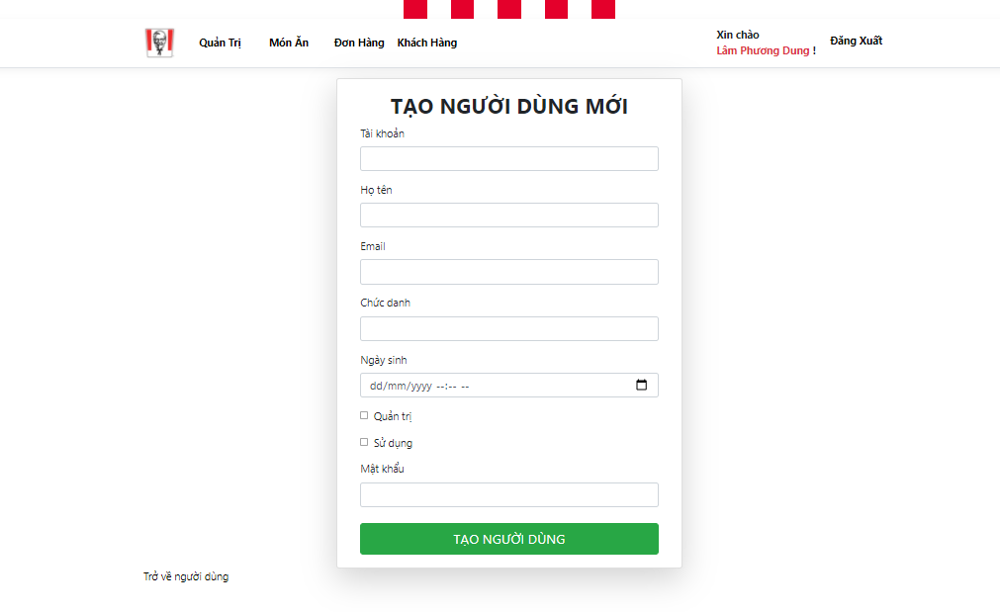 Quản Trị Món Ăn Đơn Hàng Khách Hàng
Xin chào
Lâm Phương Dung !
Đăng Xuất
TẠO NGƯỜI DÙNG MỚI
Tài khoản
Họ tên
Email
Chức danh
Ngày sinh
dd/mm/yyyy --:-- --
Quản trị
Sử dụng
Mật khẩu
TẠO NGƯỜI DÙNG
Trở về người dùng